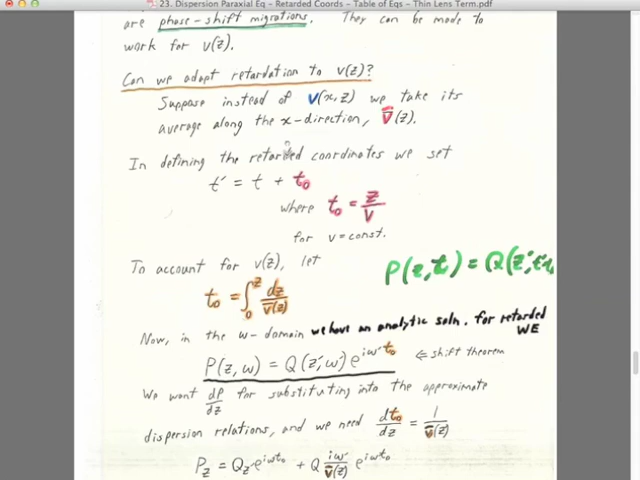 23. Dispersion Paraxial Eq - Retarded Coords - Table of Eqs - Thin Lens Term.pdf
are phase-shift migrations. They can be made to
work for v(z).
Can we adapt retardation to v(z)?
Suppose instead of v(x,z) we take its
average along the x-direction, v̅(z).
In defining the retarded coordinates we set
t' = t + t₀
where t₀ = z/v
for v = const.
To account for v(z), let
P(z,t) = Q(z',t'
t₀ = ∫₀ᶻ dz/v̅(z)
Now, in the ω-domain we have an analytic soln. for retarded
WE
P(z,ω) = Q(z',ω') e^{iω't₀} ⇐ shift theorem
We want dP/dz for substituting into the approximate
dispersion relations, and we need dt₀/dz = 1/v̅(z)
P_z = Q_z' e^{iωt₀} + Q iω/v̅(z) e^{iωt₀}